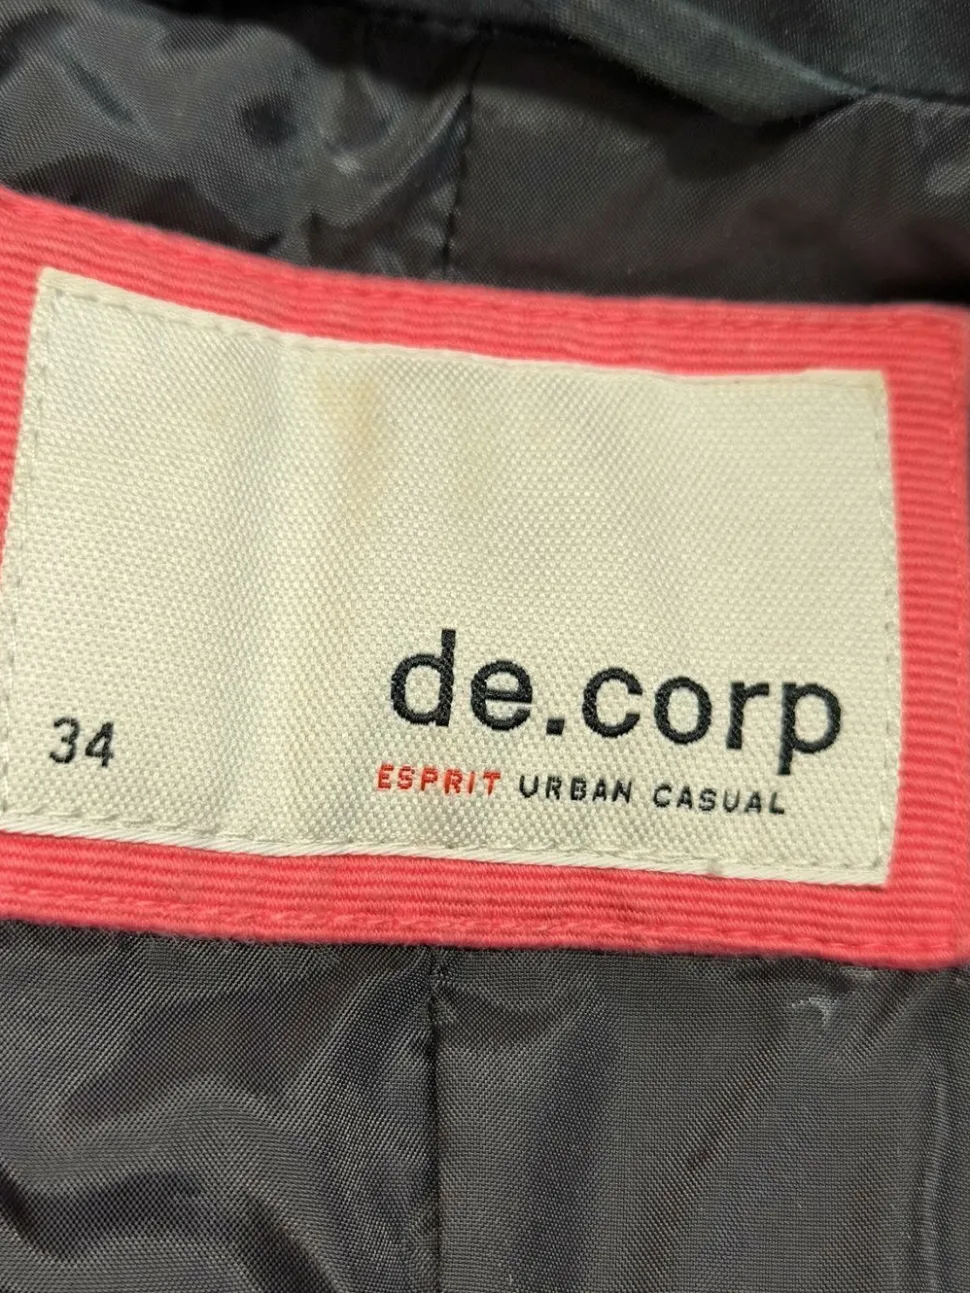 de.corp
34
ESPRIT URBAN CASUAL